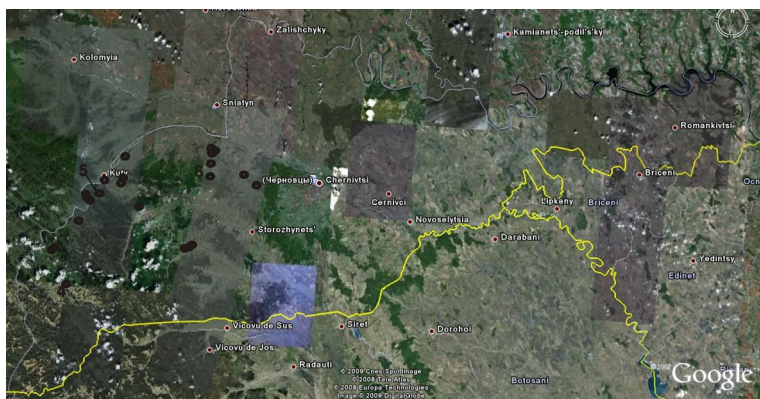 Zalishchyky
Kamianets'-podil's'ky
Kolomyia
Sniatyn
Romankivtsi
Kuty
(Черновцы) Chernivtsi
Briceni
Cernivci
Lipkany
Briceni
Novoselytsia
Storozhynets'
Darabani
Yedintsy
Edinet
Vicovu de Sus
Siret
Dorohoi
Vicovu de Jos
Radauti
Botosani
© 2009 Cnes/Spot Image
© 2008 Tele Atlas
© 2008 Europa Technologies
Image © 2009 DigitalGlobe
Google